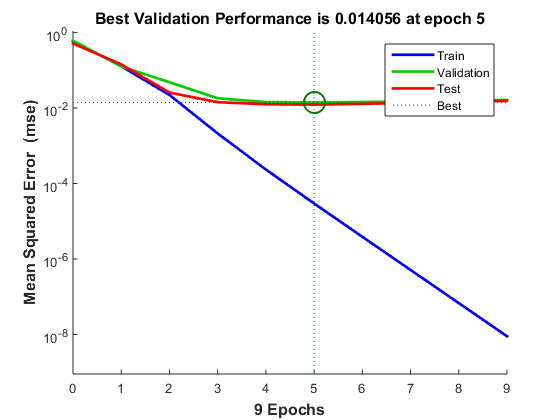 Best Validation Performance is 0.014056 at epoch 5
Mean Squared Error (mse)
10^0
10^-2
10^-4
10^-6
10^-8
Train
Validation
Test
Best
0 1 2 3 4 5 6 7 8 9
9 Epochs